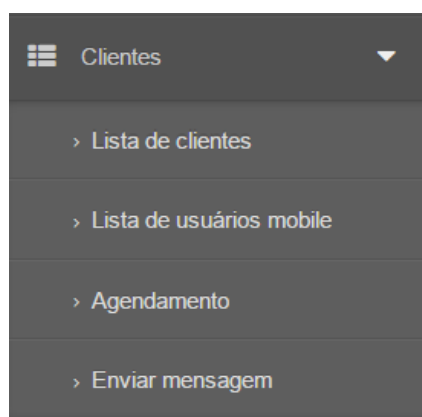 Clientes
› Lista de clientes
› Lista de usuários mobile
› Agendamento
› Enviar mensagem